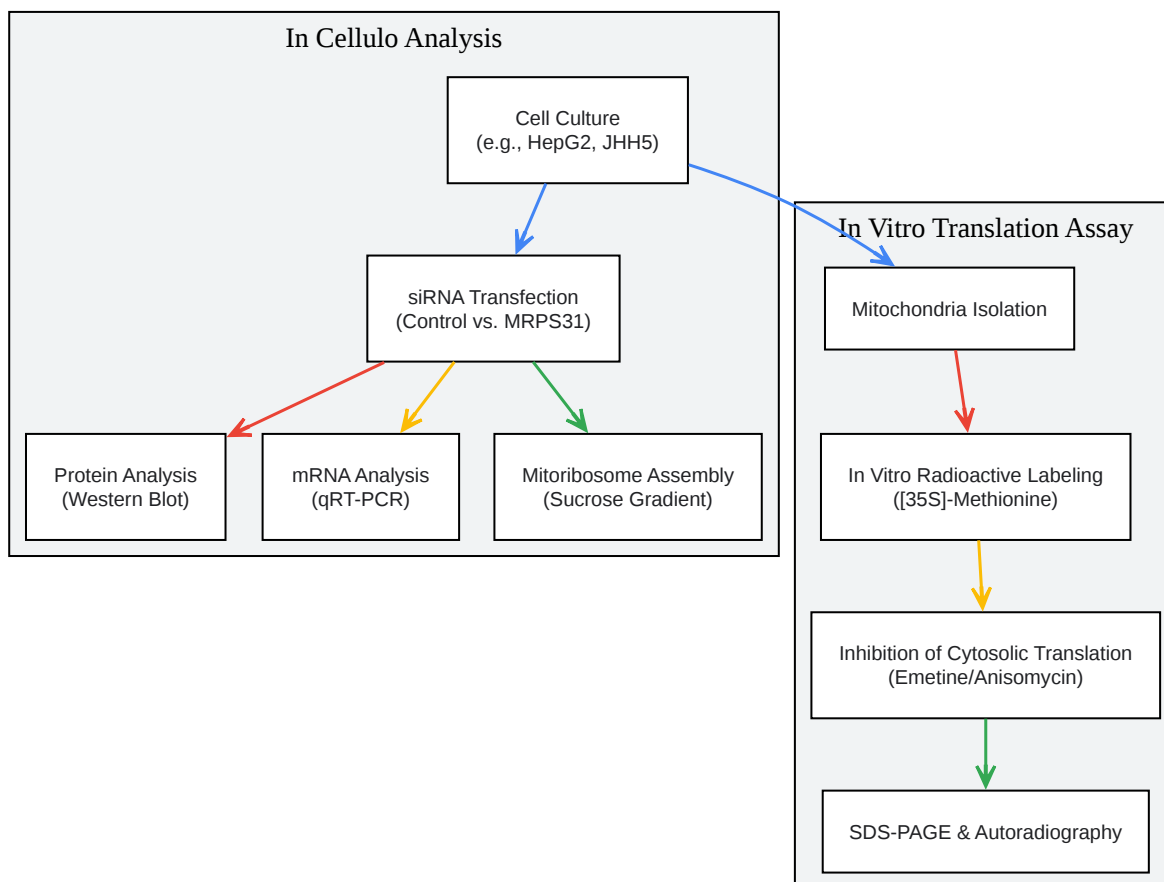 In Cellulo Analysis
Cell Culture
(e.g., HepG2, JHH5)
siRNA Transfection
(Control vs. MRPS31)
Protein Analysis
(Western Blot)
mRNA Analysis
(qRT-PCR)
Mitoribosome Assembly
(Sucrose Gradient)
In Vitro Translation Assay
Mitochondria Isolation
In Vitro Radioactive Labeling
([35S]-Methionine)
Inhibition of Cytosolic Translation
(Emetine/Anisomycin)
SDS-PAGE & Autoradiography